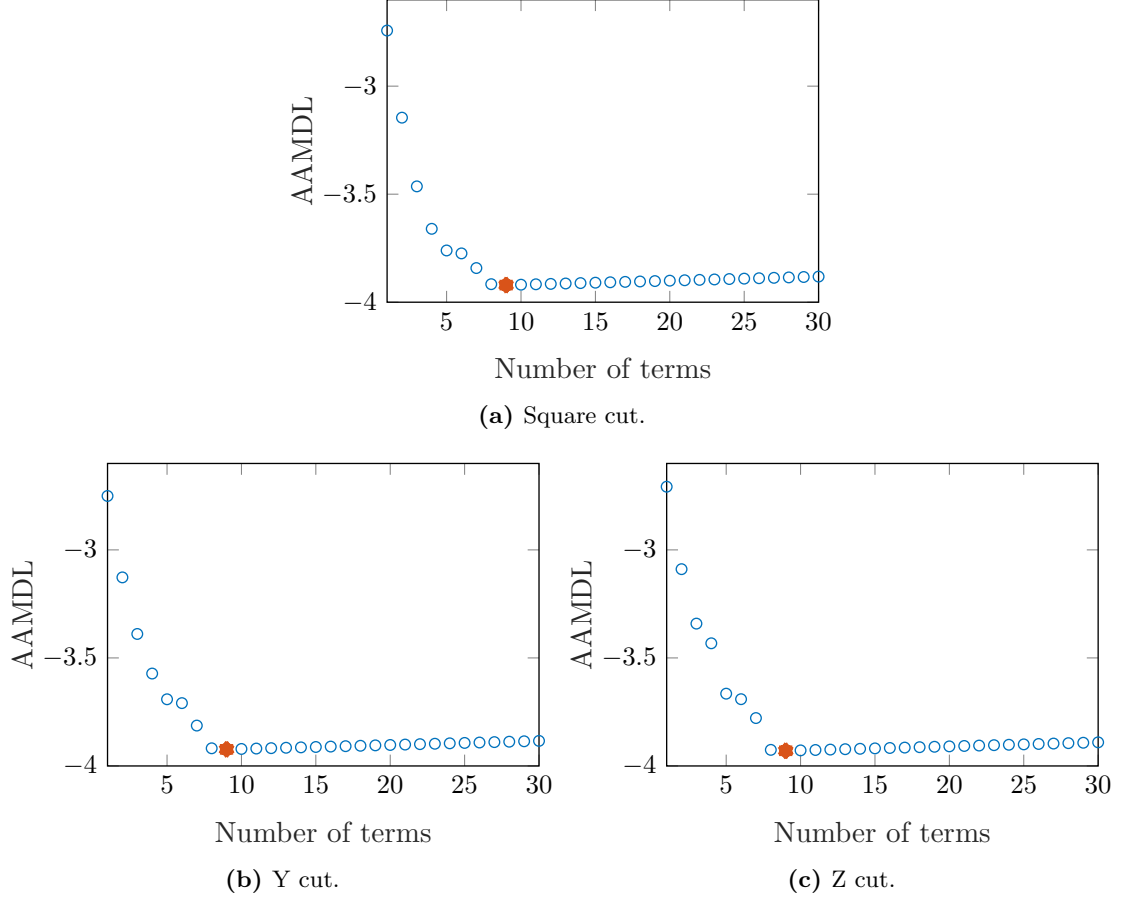 −3
−3.5
−4
AAMDL
5 10 15 20 25 30
Number of terms
(a) Square cut.
−3
−3.5
−4
AAMDL
5 10 15 20 25 30
Number of terms
(b) Y cut.
−3
−3.5
−4
AAMDL
5 10 15 20 25 30
Number of terms
(c) Z cut.